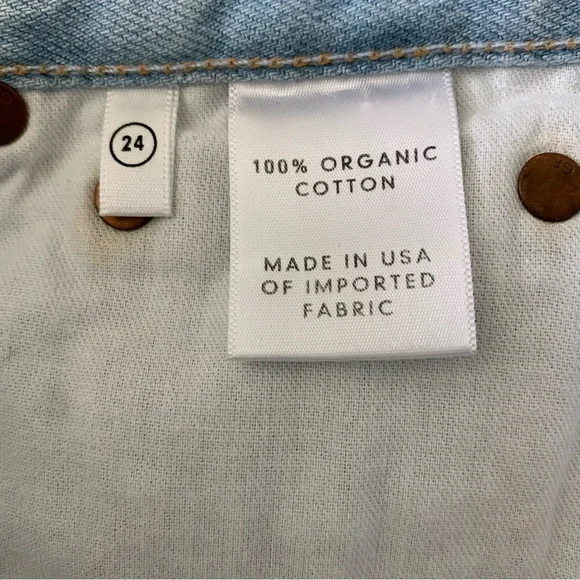 24
100% ORGANIC
COTTON
MADE IN USA
OF IMPORTED
FABRIC